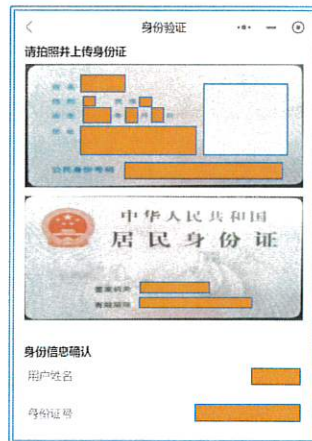 身份验证
请拍照并上传身份证
公民身份号码
中华人民共和国
居民身份证
签发机关
有效期限
身份信息确认
用户姓名
身份证号